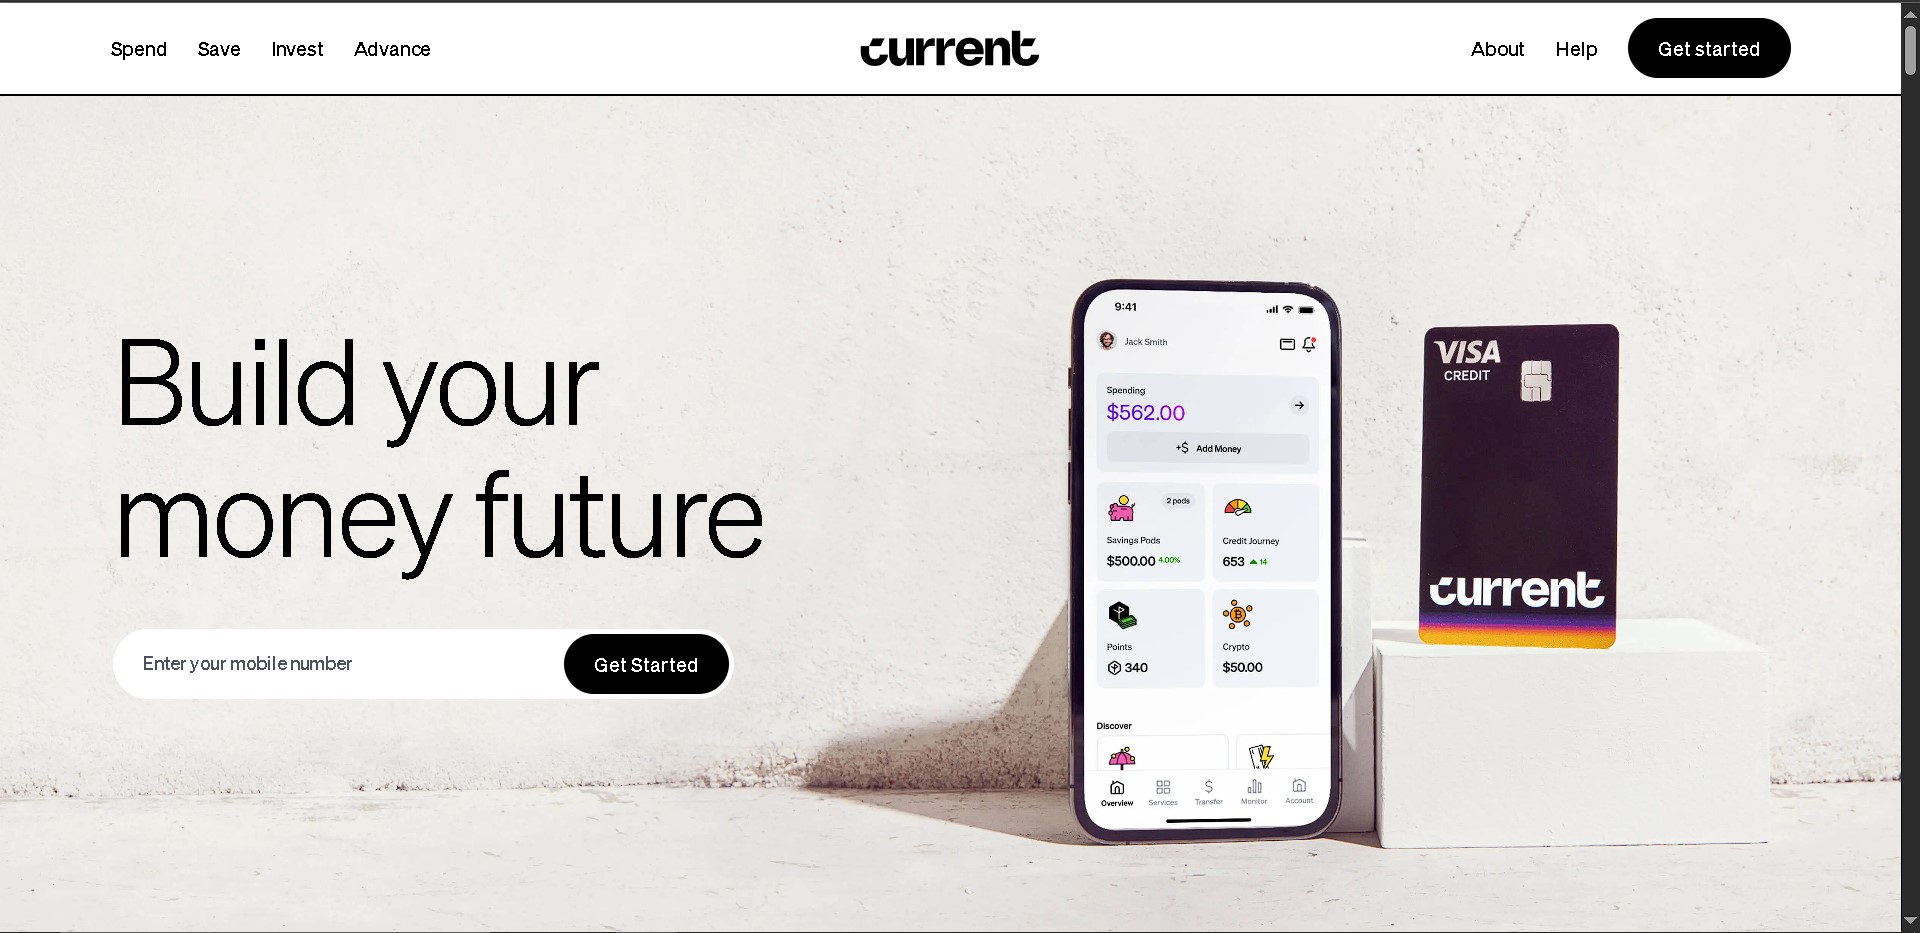 Spend Save Invest Advance
current
About Help Get started
Build your
money future
Enter your mobile number
Get Started
9:41
Jack Smith
Spending
$562.00
+$ Add Money
2 pods
Savings Pods
$500.00 4.00%
Credit Journey
653 14
Points
340
Crypto
$50.00
Discover
Overview Services Transfer Monitor Account
VISA
CREDIT
current